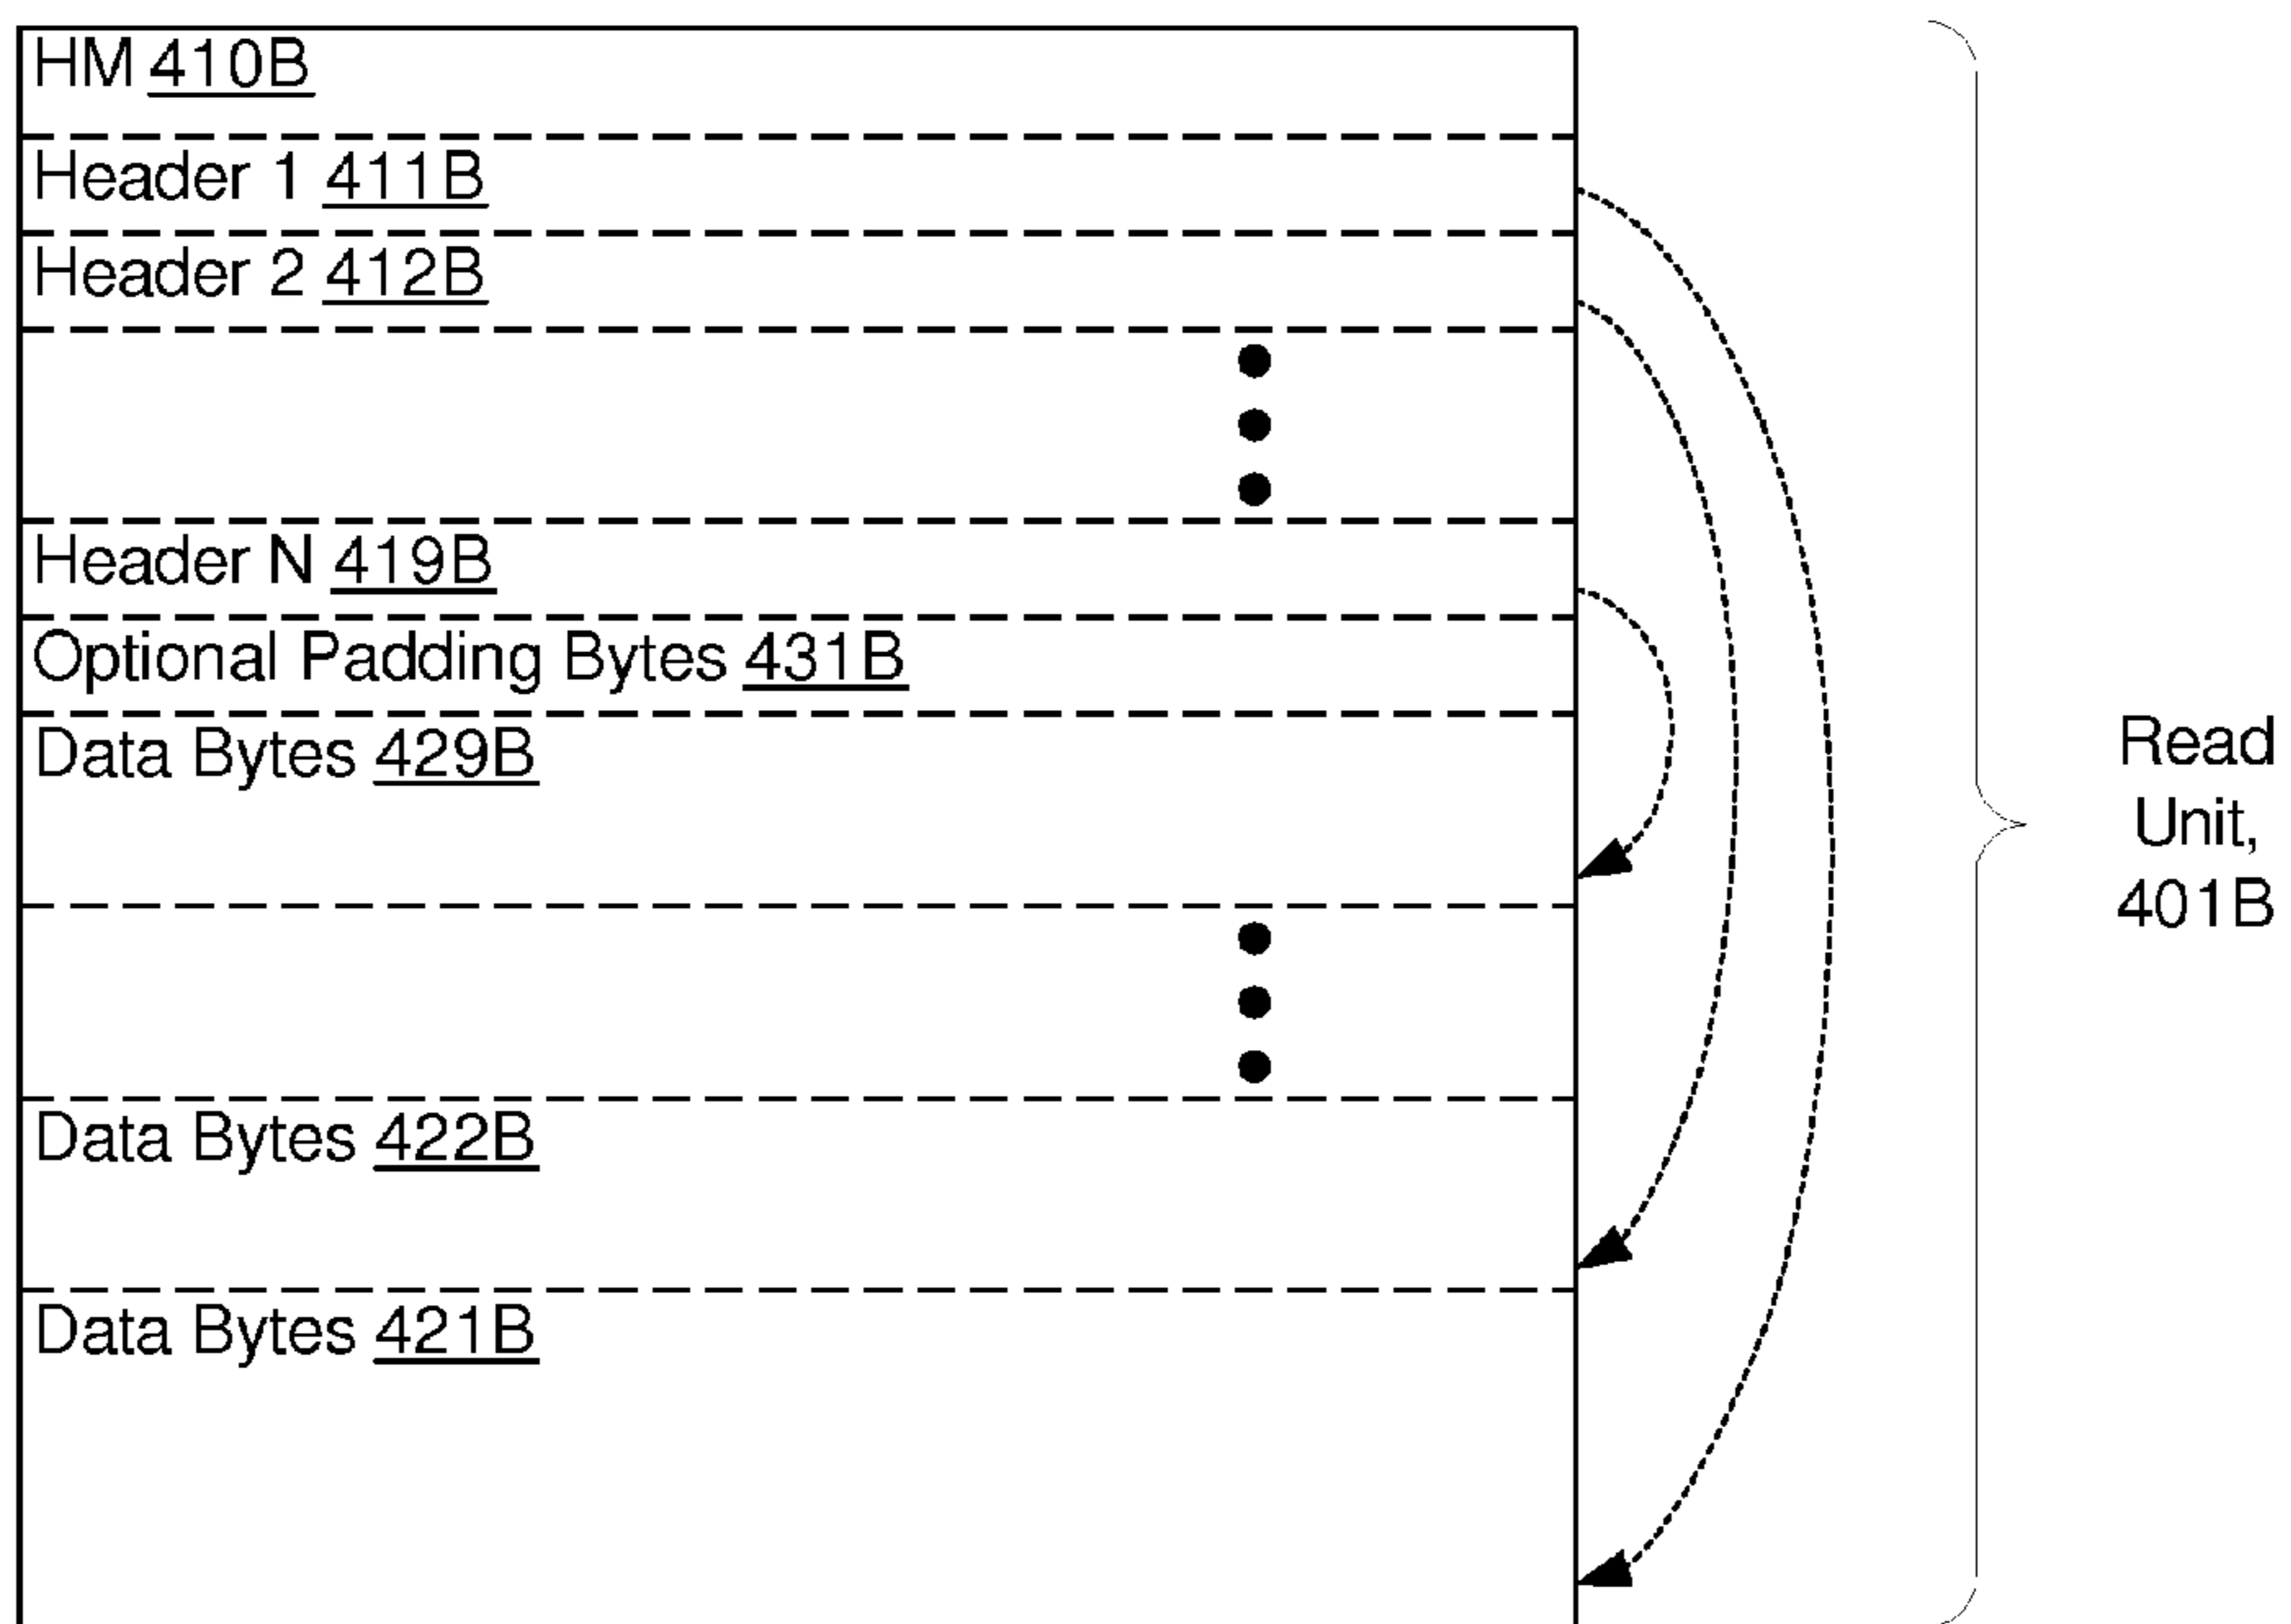 HM 410B
Header 1 411B
Header 2 412B
Header N 419B
Optional Padding Bytes 431B
Data Bytes 429B
Data Bytes 422B
Data Bytes 421B
Read
Unit,
401B